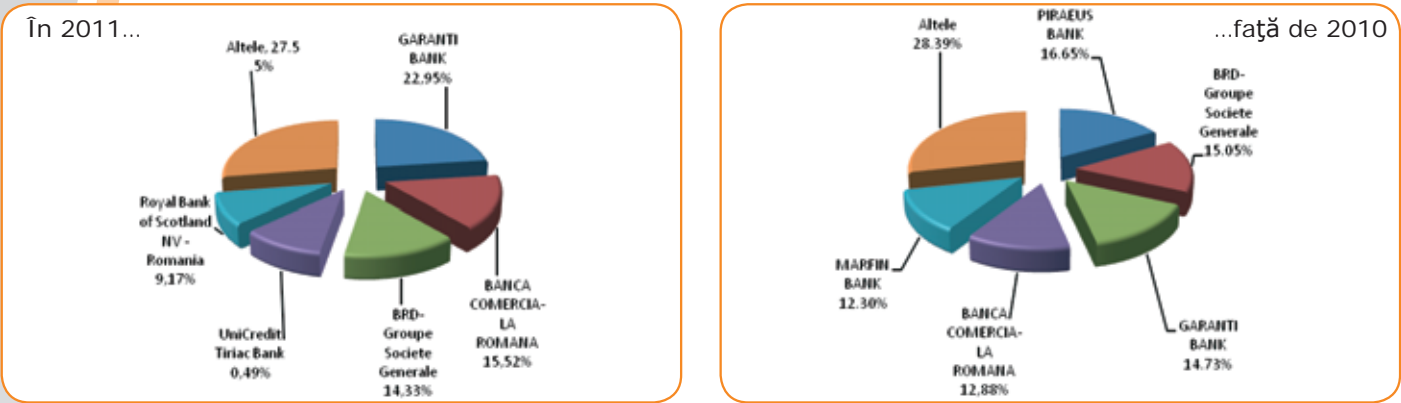 În 2011...
Altele, 27.5
5%
GARANTI
BANK
22,95%
Royal Bank
of Scotland
NV -
Romania
9,17%
UniCredit
Tiriac Bank
0,49%
BRD-
Groupe
Societe
Generale
14,33%
BANCA
COMERCIA-
LA
ROMANA
15,52%
...faţă de 2010
Altele
28.39%
PIRAEUS
BANK
16.65%
BRD-
Groupe
Societe
Generale
15.05%
MARFIN
BANK
12.30%
BANCA
COMERCIA-
LA
ROMANA
12,88%
GARANTI
BANK
14.73%